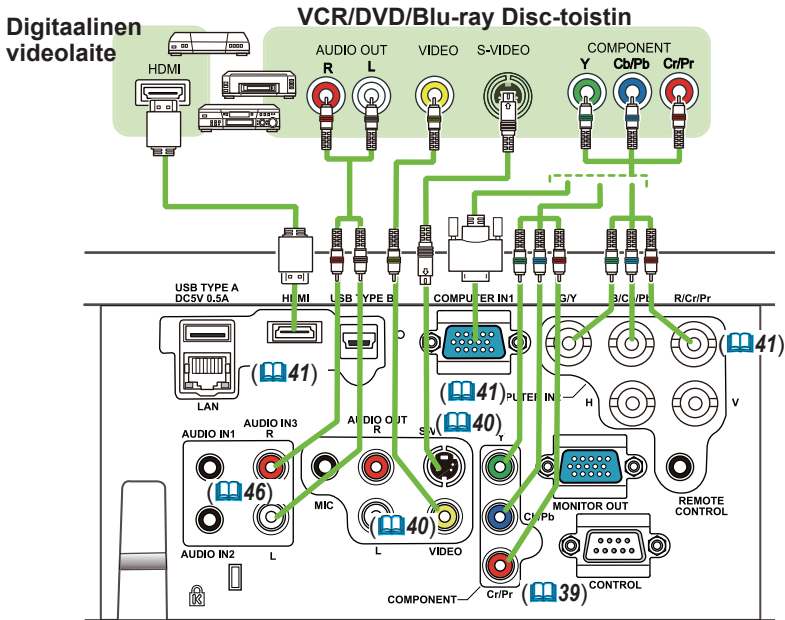 Digitaalinen
videolaite
VCR/DVD/Blu-ray Disc-toistin
AUDIO OUT
R L
VIDEO
S-VIDEO
COMPONENT
Y Cb/Pb Cr/Pr
HDMI
USB TYPE A
DC5V 0.5A
HDMI
USB TYPE B
COMPUTER IN1
G/Y
B/Cb/Pb
R/Cr/Pr
(41)
(41)
(41)
LAN
H
V
(40)
AUDIO IN1
AUDIO IN3
R
AUDIO OUT
R
Y
(46)
MIC
Cb/Pb
MONITOR OUT
REMOTE
CONTROL
(40)
AUDIO IN2
L
L
VIDEO
CONTROL
COMPONENT
Cr/Pr
(39)
K